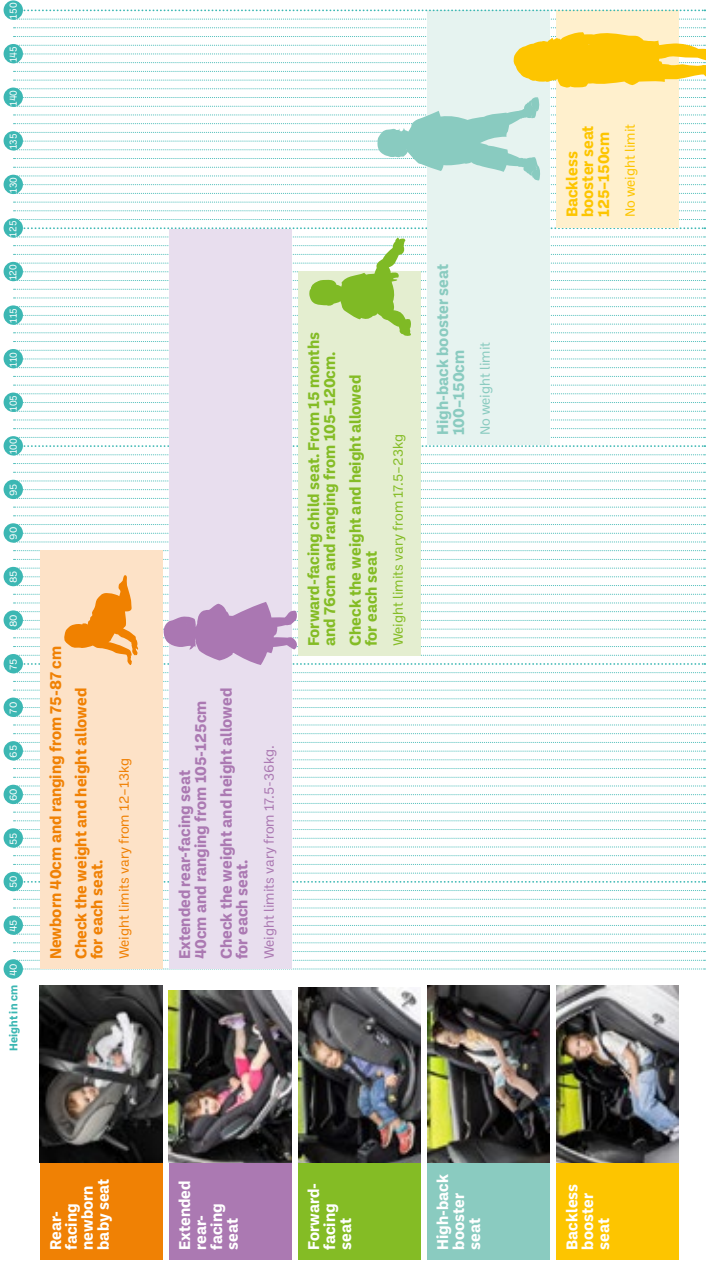 Height in cm
40
45
50
55
60
65
70
75
80
85
90
95
100
105
110
115
120
125
130
135
140
145
150
Rear-
facing
newborn
baby seat
Newborn 40cm and ranging from 75-87 cm
Check the weight and height allowed
for each seat.
Weight limits vary from 12–13kg
Extended
rear-
facing
seat
Extended rear-facing seat
40cm and ranging from 105-125cm
Check the weight and height allowed
for each seat.
Weight limits vary from 17.5-36kg.
Forward-
facing
seat
Forward-facing child seat. From 15 months
and 76cm and ranging from 105–120cm.
Check the weight and height allowed
for each seat
Weight limits vary from 17.5–23kg
High-back
booster
seat
High-back booster seat
100–150cm
No weight limit
Backless
booster
seat
Backless
booster seat
125–150cm
No weight limit